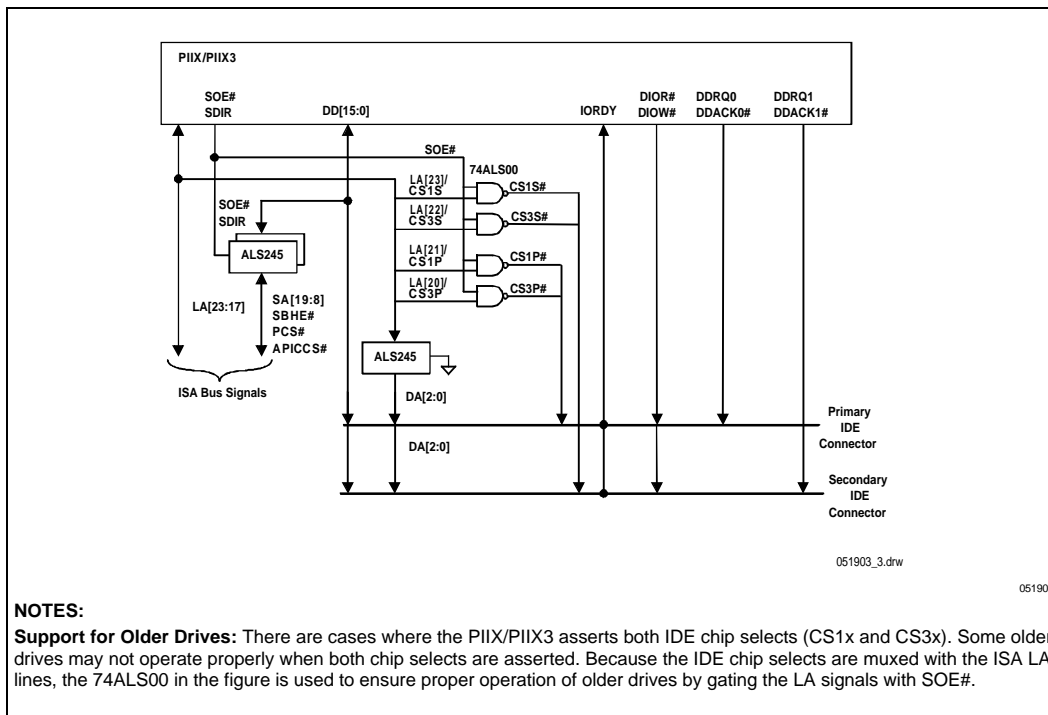 PIIX/PIIX3
SOE#
SDIR
DD[15:0]
IORDY
DIOR#
DIOW#
DDRQ0
DDACK0#
DDRQ1
DDACK1#
SOE#
74ALS00
LA[23]/
CS1S
CS1S#
LA[22]/
CS3S
CS3S#
LA[21]/
CS1P
CS1P#
LA[20]/
CS3P
CS3P#
SOE#
SDIR
ALS245
LA[23:17]
SA[19:8]
SBHE#
PCS#
APICCS#
ISA Bus Signals
ALS245
DA[2:0]
DA[2:0]
Primary
IDE
Connector
Secondary
IDE
Connector
051903_3.drw
05190
NOTES:
Support for Older Drives: There are cases where the PIIX/PIIX3 asserts both IDE chip selects (CS1x and CS3x). Some older
drives may not operate properly when both chip selects are asserted. Because the IDE chip selects are muxed with the ISA LA
lines, the 74ALS00 in the figure is used to ensure proper operation of older drives by gating the LA signals with SOE#.